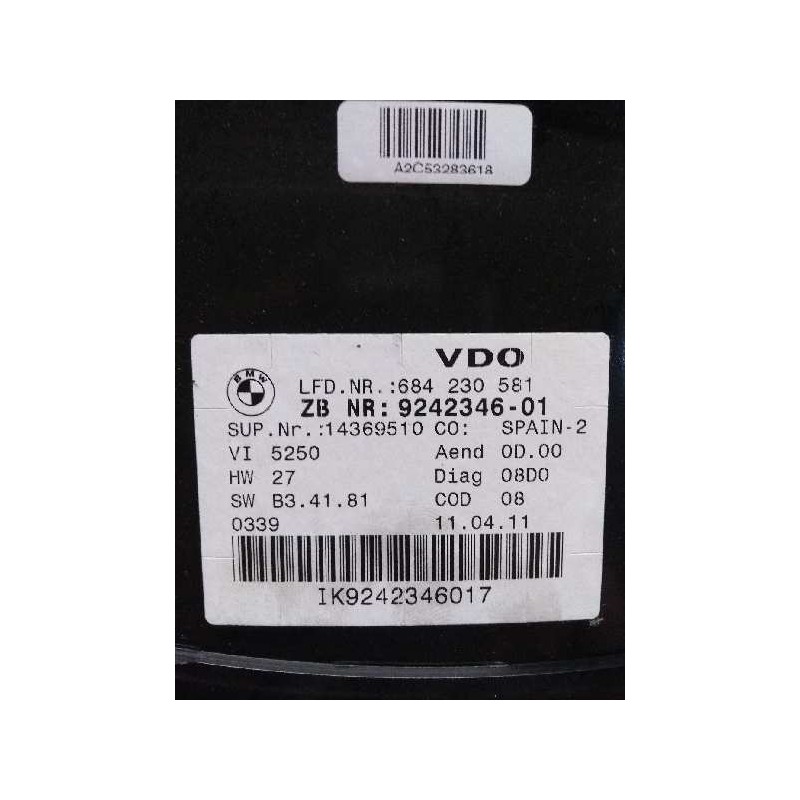 A2C53283618
VDO
BMW
LFD.NR.:684 230 581
ZB NR: 9242346-01
SUP.Nr.:14369510 CO: SPAIN-2
VI 5250 Aend 0D.00
HW 27 Diag 08D0
SW B3.41.81 COD 08
0339 11.04.11
IK9242346017